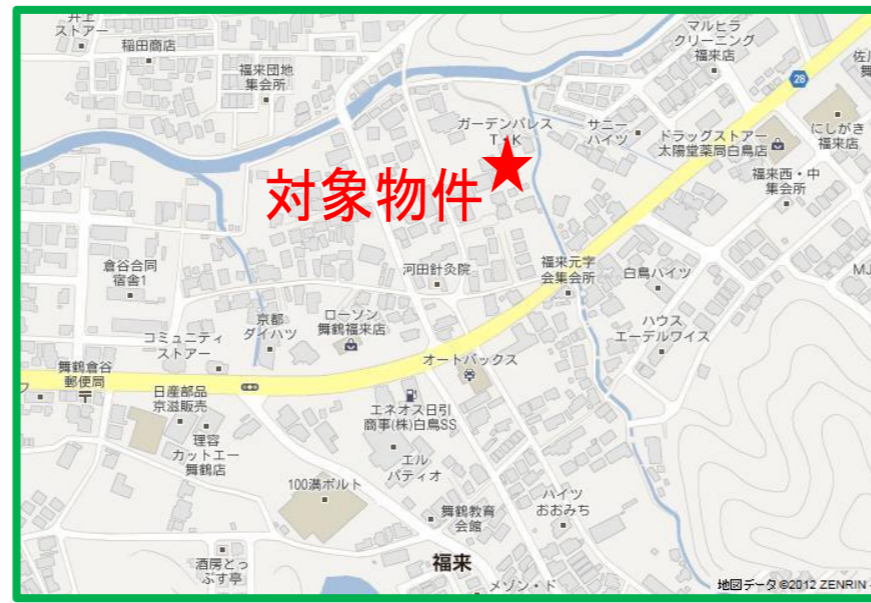 井上
ストアー
稲田商店
福来団地
集会所
マルヒラ
クリーニング
福来店
佐川
舞
28
ガーデンパレス
T.K
サニー
ハイツ
ドラッグストアー
太陽堂薬局白鳥店
にしがき
福来店
福来西・中
集会所
対象物件
倉谷合同
宿舎1
河田針灸院
福来元字
会集会所
白鳥ハイツ
MJ
京都
ダイハツ
ローソン
舞鶴福来店
ハウス
エーデルワイス
コミュニティ
ストアー
オートバックス
舞鶴倉谷
郵便局
フ
日産部品
京滋販売
エネオス日引
商事(株)白鳥SS
理容
カットエー
舞鶴店
エル
パティオ
100満ボルト
ハイツ
おおみち
舞鶴教育
会館
酒房とっ
ぷす亭
福来
メゾン・ド
地図データ ©2012 ZENRIN -